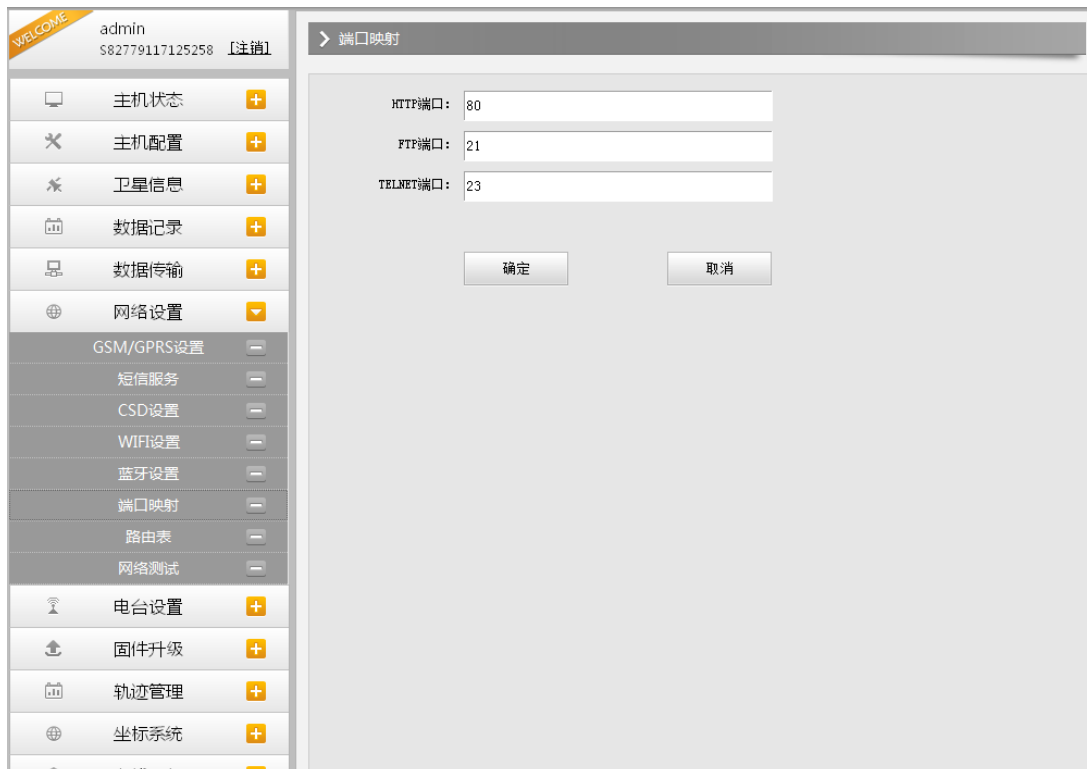 WELCOME
admin
S82779117125258 [注销]
主机状态
主机配置
卫星信息
数据记录
数据传输
网络设置
GSM/GPRS设置
短信服务
CSD设置
WIFI设置
蓝牙设置
端口映射
路由表
网络测试
电台设置
固件升级
轨迹管理
坐标系统
端口映射
HTTP端口: 80
FTP端口: 21
TELNET端口: 23
确定 取消